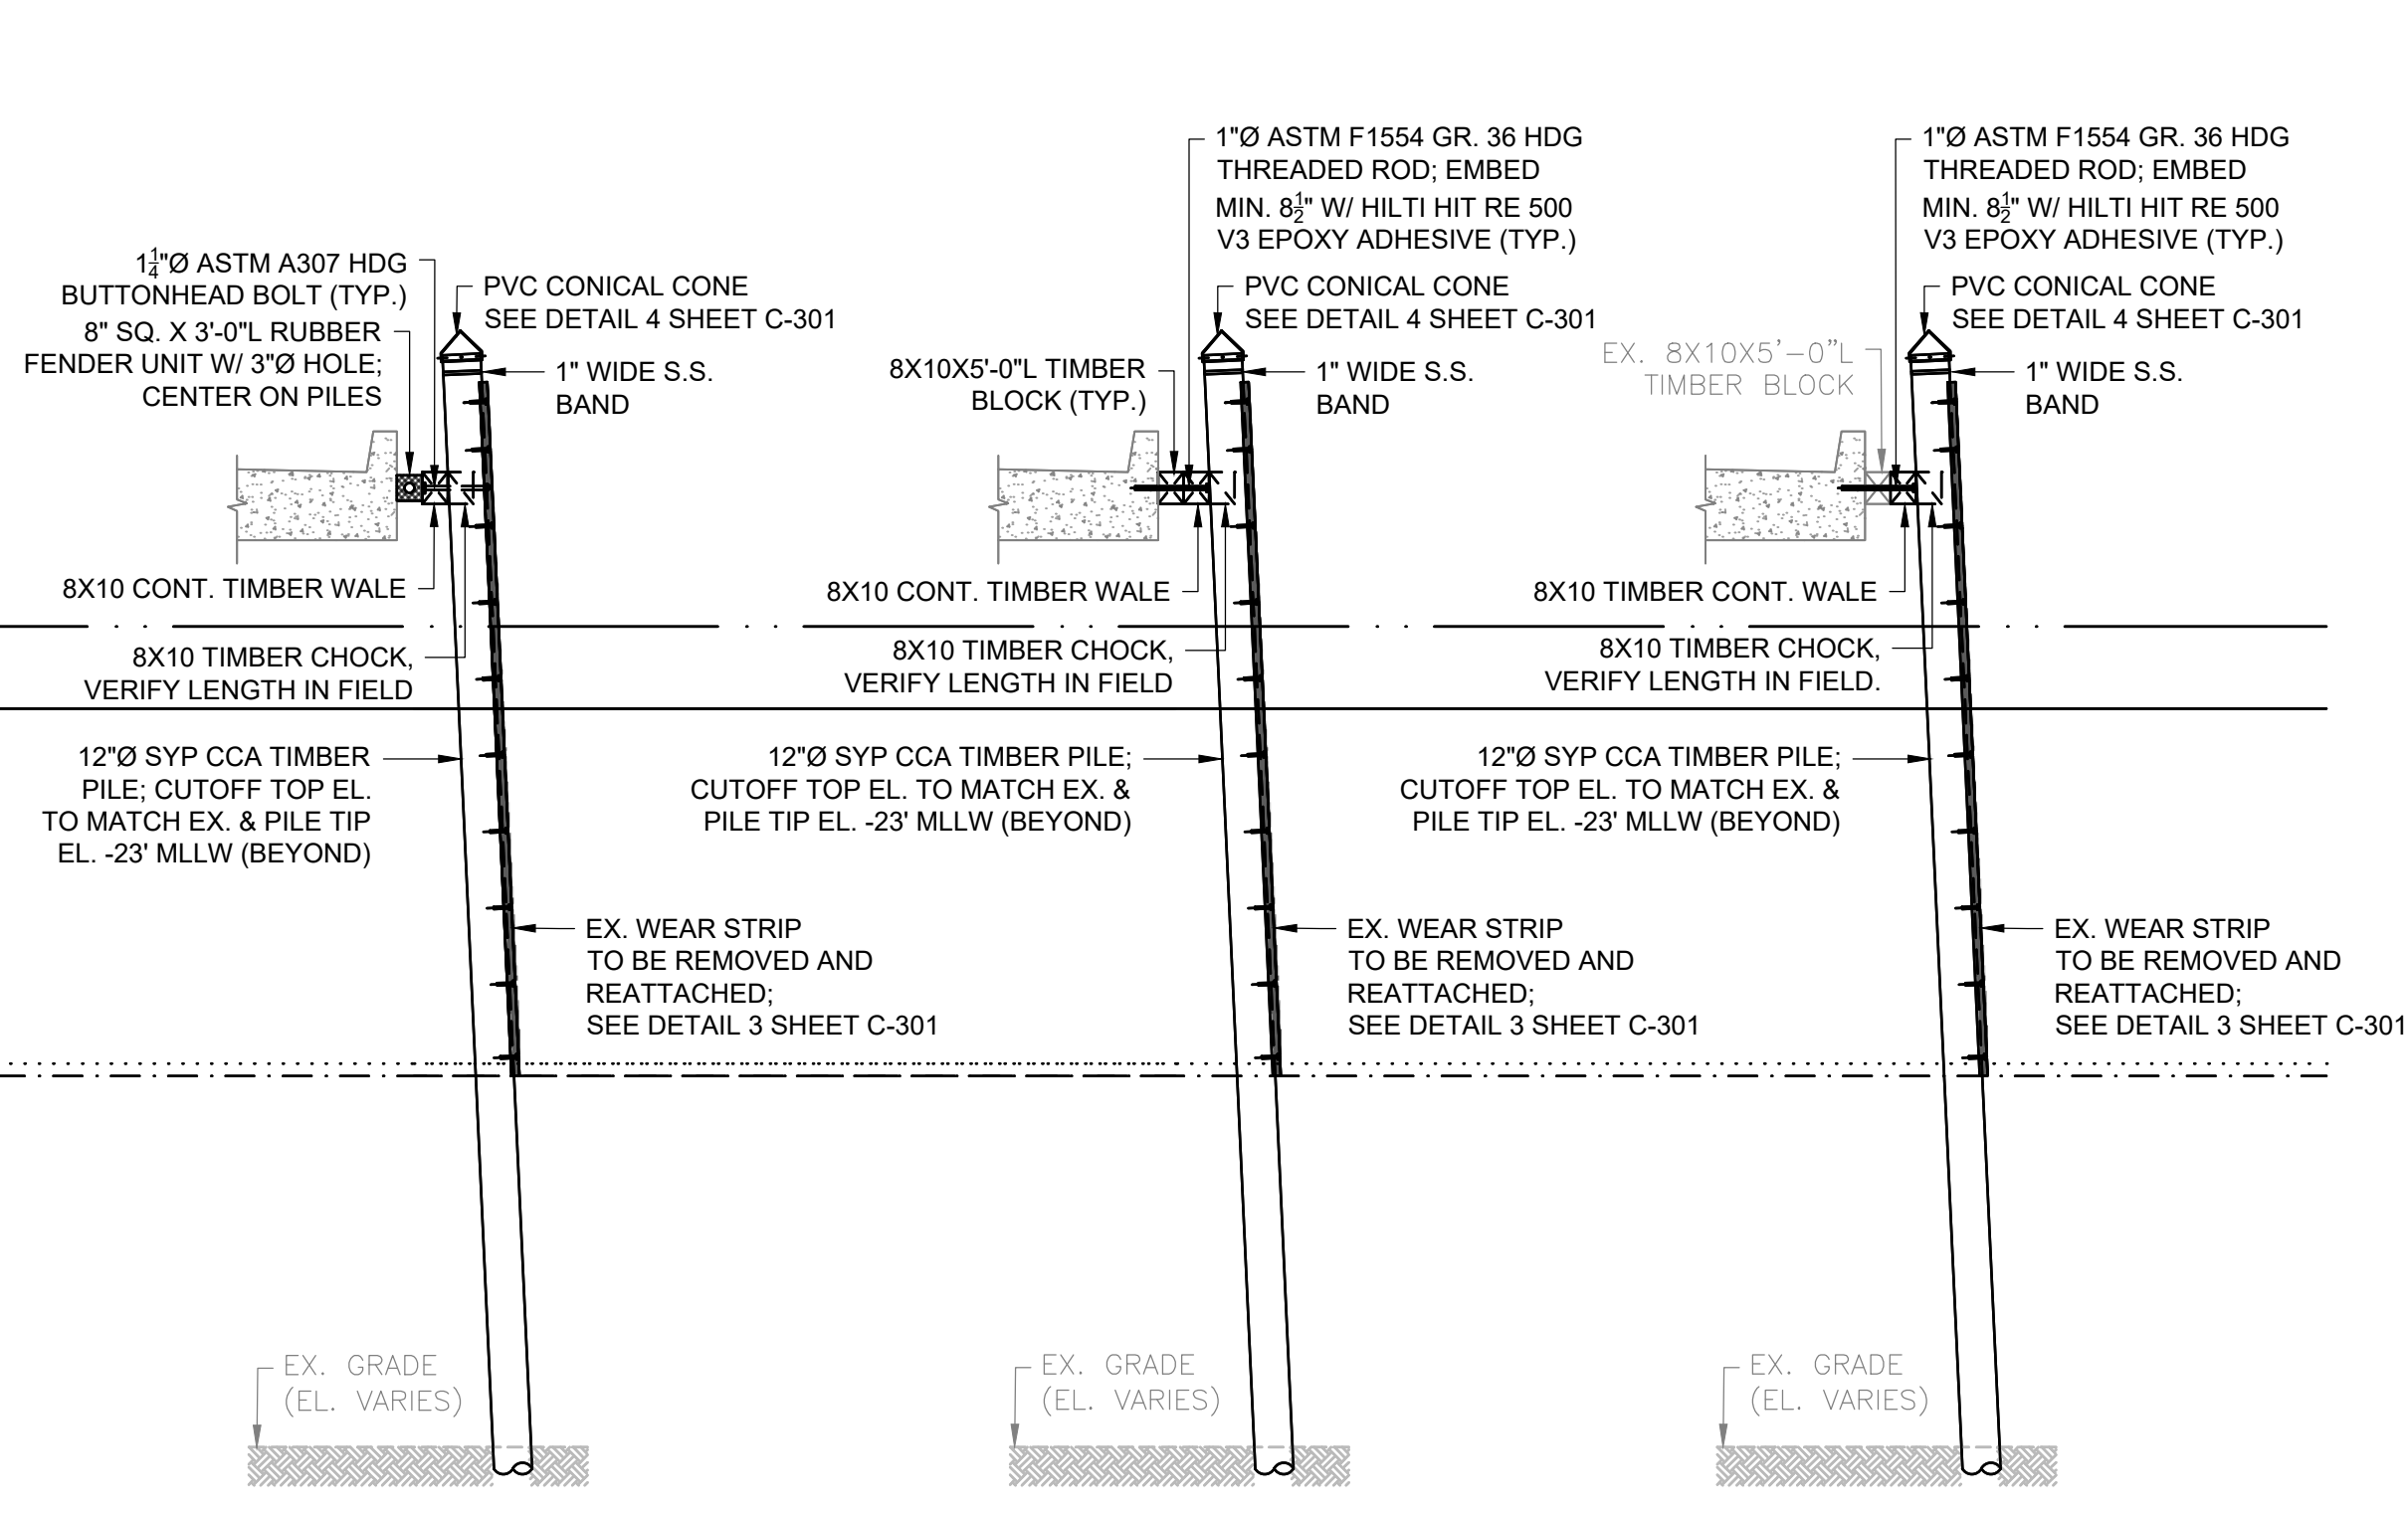 1¼"Ø ASTM A307 HDG
BUTTONHEAD BOLT (TYP.)
8" SQ. X 3'-0"L RUBBER
FENDER UNIT W/ 3"Ø HOLE;
CENTER ON PILES
PVC CONICAL CONE
SEE DETAIL 4 SHEET C-301
1" WIDE S.S.
BAND
8X10 CONT. TIMBER WALE
8X10 TIMBER CHOCK,
VERIFY LENGTH IN FIELD
12"Ø SYP CCA TIMBER
PILE; CUTOFF TOP EL.
TO MATCH EX. & PILE TIP
EL. -23' MLLW (BEYOND)
EX. WEAR STRIP
TO BE REMOVED AND
REATTACHED;
SEE DETAIL 3 SHEET C-301
EX. GRADE
(EL. VARIES)
1"Ø ASTM F1554 GR. 36 HDG
THREADED ROD; EMBED
MIN. 8½" W/ HILTI HIT RE 500
V3 EPOXY ADHESIVE (TYP.)
PVC CONICAL CONE
SEE DETAIL 4 SHEET C-301
8X10X5'-0"L TIMBER
BLOCK (TYP.)
1" WIDE S.S.
BAND
8X10 CONT. TIMBER WALE
8X10 TIMBER CHOCK,
VERIFY LENGTH IN FIELD
12"Ø SYP CCA TIMBER PILE;
CUTOFF TOP EL. TO MATCH EX. &
PILE TIP EL. -23' MLLW (BEYOND)
EX. WEAR STRIP
TO BE REMOVED AND
REATTACHED;
SEE DETAIL 3 SHEET C-301
EX. GRADE
(EL. VARIES)
1"Ø ASTM F1554 GR. 36 HDG
THREADED ROD; EMBED
MIN. 8½" W/ HILTI HIT RE 500
V3 EPOXY ADHESIVE (TYP.)
PVC CONICAL CONE
SEE DETAIL 4 SHEET C-301
EX. 8X10X5'-0"L
TIMBER BLOCK
1" WIDE S.S.
BAND
8X10 TIMBER CONT. WALE
8X10 TIMBER CHOCK,
VERIFY LENGTH IN FIELD.
12"Ø SYP CCA TIMBER PILE;
CUTOFF TOP EL. TO MATCH EX. &
PILE TIP EL. -23' MLLW (BEYOND)
EX. WEAR STRIP
TO BE REMOVED AND
REATTACHED;
SEE DETAIL 3 SHEET C-301
EX. GRADE
(EL. VARIES)